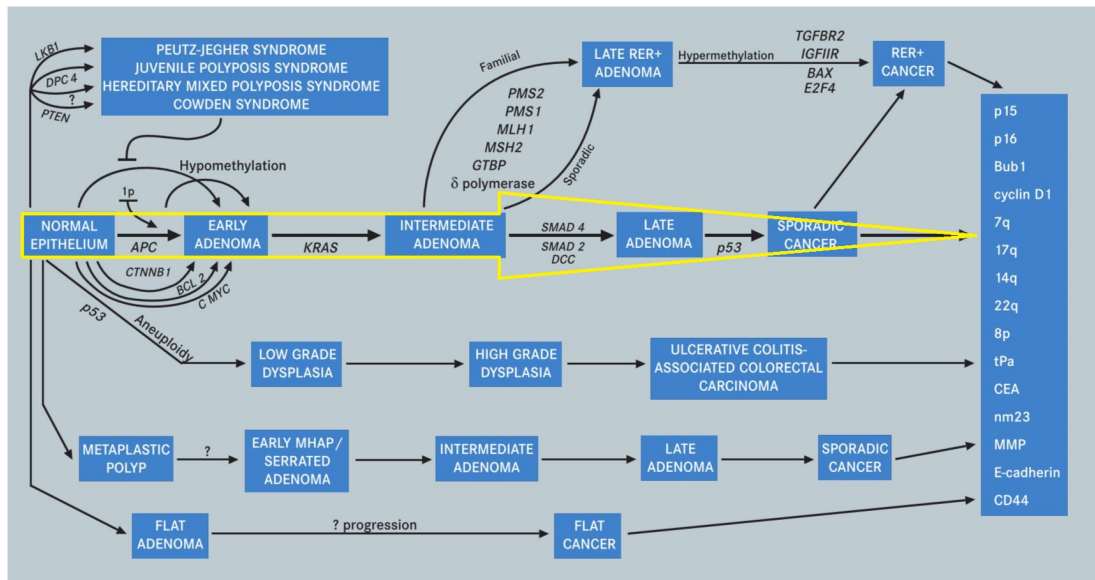 LKB1
DPC 4
?
PTEN
PEUTZ-JEGHER SYNDROME
JUVENILE POLYPOSIS SYNDROME
HEREDITARY MIXED POLYPOSIS SYNDROME
COWDEN SYNDROME
Familial
LATE RER+
ADENOMA
Hypermethylation
TGFBR2
IGFIIR
BAX
E2F4
RER+
CANCER
PMS2
PMS1
MLH1
MSH2
GTBP
δ polymerase
Sporadic
Hypomethylation
1p
NORMAL
EPITHELIUM
APC
EARLY
ADENOMA
KRAS
INTERMEDIATE
ADENOMA
SMAD 4
SMAD 2
DCC
LATE
ADENOMA
p53
SPORADIC
CANCER
CTNNB1
BCL 2
C MYC
p53
Aneuploidy
LOW GRADE
DYSPLASIA
HIGH GRADE
DYSPLASIA
ULCERATIVE COLITIS-
ASSOCIATED COLORECTAL
CARCINOMA
METAPLASTIC
POLYP
?
EARLY MHAP/
SERRATED
ADENOMA
INTERMEDIATE
ADENOMA
LATE
ADENOMA
SPORADIC
CANCER
FLAT
ADENOMA
? progression
FLAT
CANCER
p15
p16
Bub1
cyclin D1
7q
17q
14q
22q
8p
tPa
CEA
nm23
MMP
E-cadherin
CD44